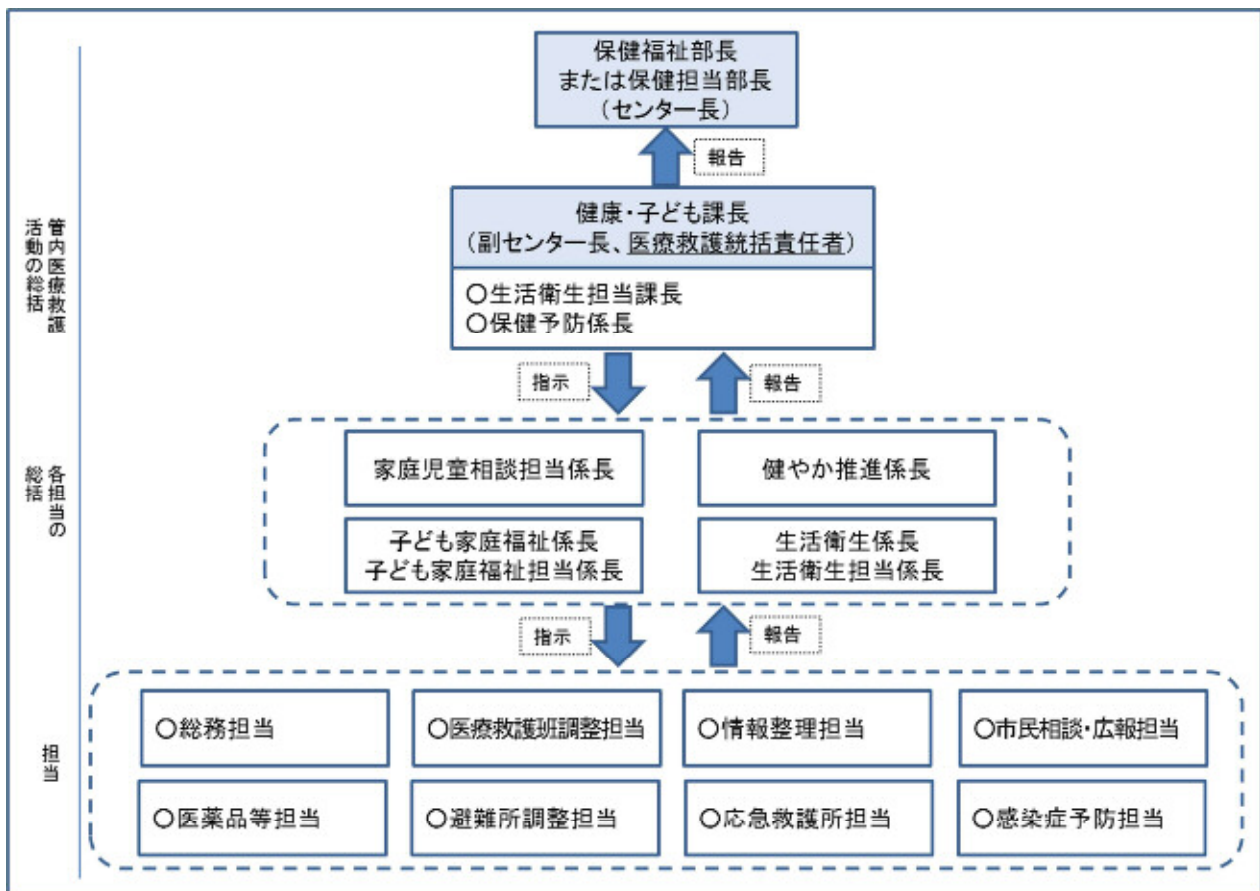 保健福祉部長
または保健担当部長
（センター長）
報告
管内医療救護
活動の総括
健康・子ども課長
（副センター長、医療救護統括責任者）
○生活衛生担当課長
○保健予防係長
指示
報告
各担当の
総括
家庭児童相談担当係長
健やか推進係長
子ども家庭福祉係長
子ども家庭福祉担当係長
生活衛生係長
生活衛生担当係長
指示
報告
担当
○総務担当
○医療救護班調整担当
○情報整理担当
○市民相談・広報担当
○医薬品等担当
○避難所調整担当
○応急救護所担当
○感染症予防担当